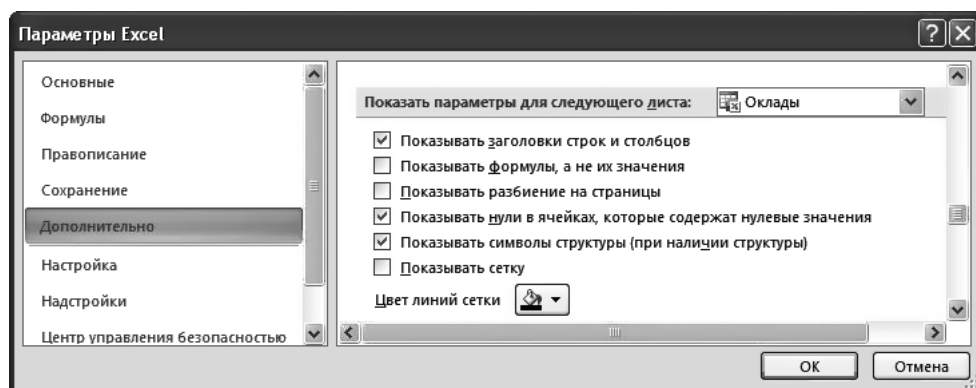 Параметры Excel
Основные
Формулы
Правописание
Сохранение
Дополнительно
Настройка
Надстройки
Центр управления безопасностью
Показать параметры для следующего листа: Оклады
Показывать заголовки строк и столбцов
Показывать формулы, а не их значения
Показывать разбиение на страницы
Показывать нули в ячейках, которые содержат нулевые значения
Показывать символы структуры (при наличии структуры)
Показывать сетку
Цвет линий сетки
ОК Отмена